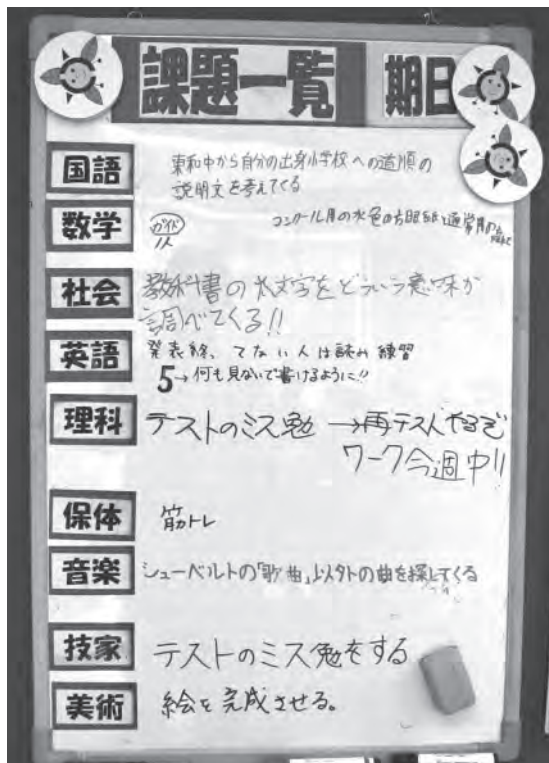 課題一覧 期日
国語 東和中から自分の出身小学校への道順の
説明文を考えてくる
数学 ガイド コンクール用の水色の方眼紙と通常用の
社会 教科書の太文字をどういう意味か
調べてくる!!
英語 発表絵、てない人は読み練習
5→何も見ないで書けるように!!
理科 テストのミス勉→再テストやるぞ
ワーク今週中!!
保体 筋トレ
音楽 シューベルトの「歌曲」以外の曲を探してくる
技家 テストのミス勉をする
美術 絵を完成させる。